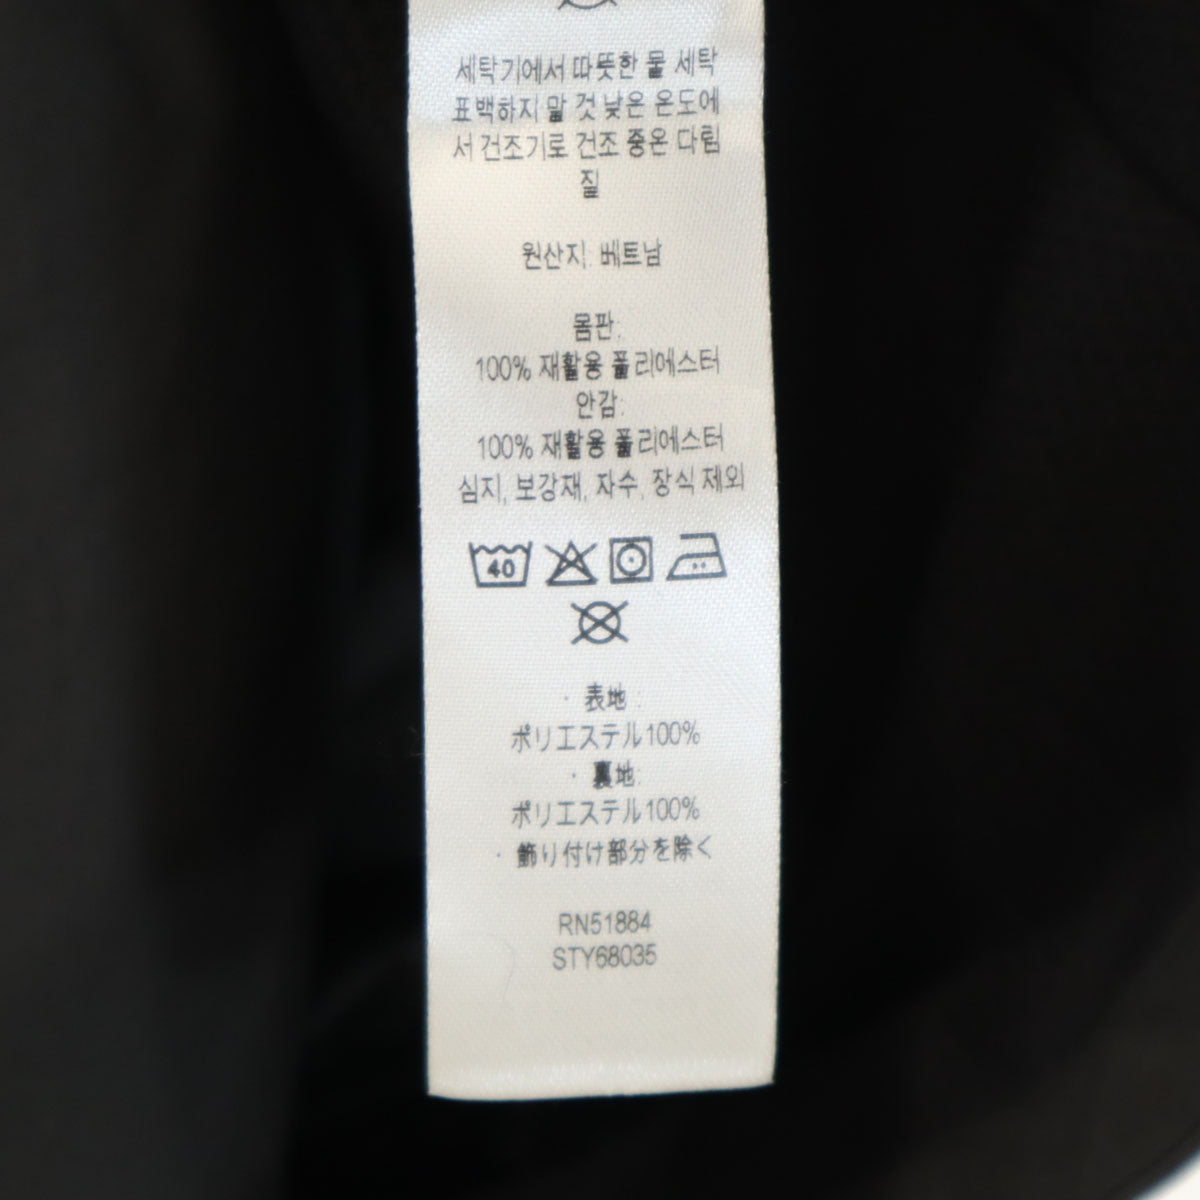 세탁기에서 따뜻한 물 세탁
표백하지 말 것 낮은 온도에
서 건조기로 건조 중온 다림
질
원산지: 베트남
몸판:
100% 재활용 폴리에스터
안감:
100% 재활용 폴리에스터
심지, 보강재, 자수, 장식 제외
40
· 表地 :
ポリエステル100%
· 裏地:
ポリエステル100%
· 飾り付け部分を除く
RN51884
STY68035